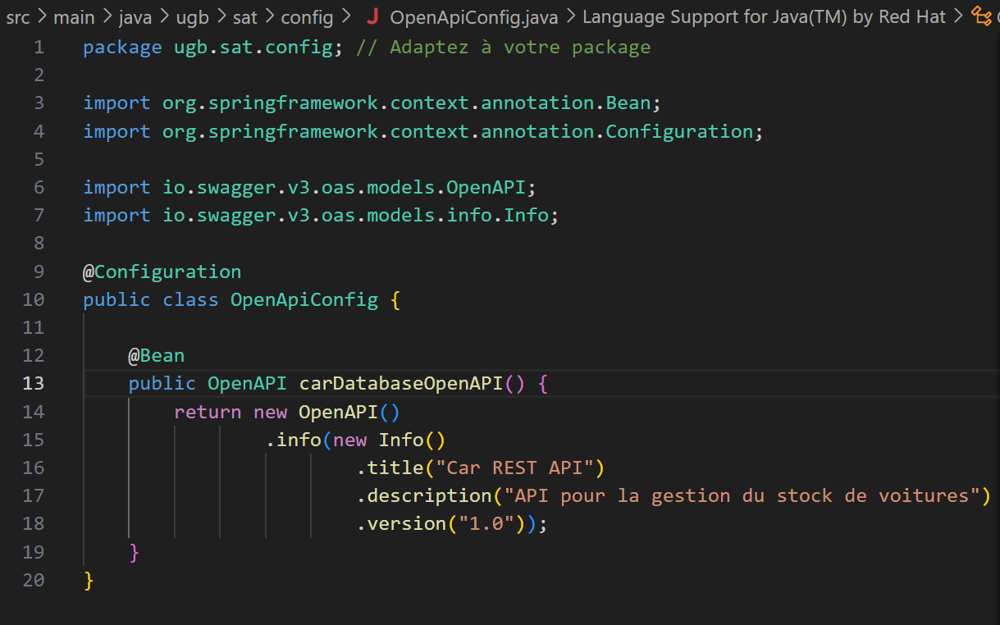 src > main > java > ugb > sat > config > J OpenApiConfig.java > Language Support for Java(TM) by Red Hat >
1 package ugb.sat.config; // Adaptez à votre package
2
3 import org.springframework.context.annotation.Bean;
4 import org.springframework.context.annotation.Configuration;
5
6 import io.swagger.v3.oas.models.OpenAPI;
7 import io.swagger.v3.oas.models.info.Info;
8
9 @Configuration
10 public class OpenApiConfig {
11
12     @Bean
13     public OpenAPI carDatabaseOpenAPI() {
14         return new OpenAPI()
15                 .info(new Info()
16                         .title("Car REST API")
17                         .description("API pour la gestion du stock de voitures")
18                         .version("1.0"));
19     }
20 }